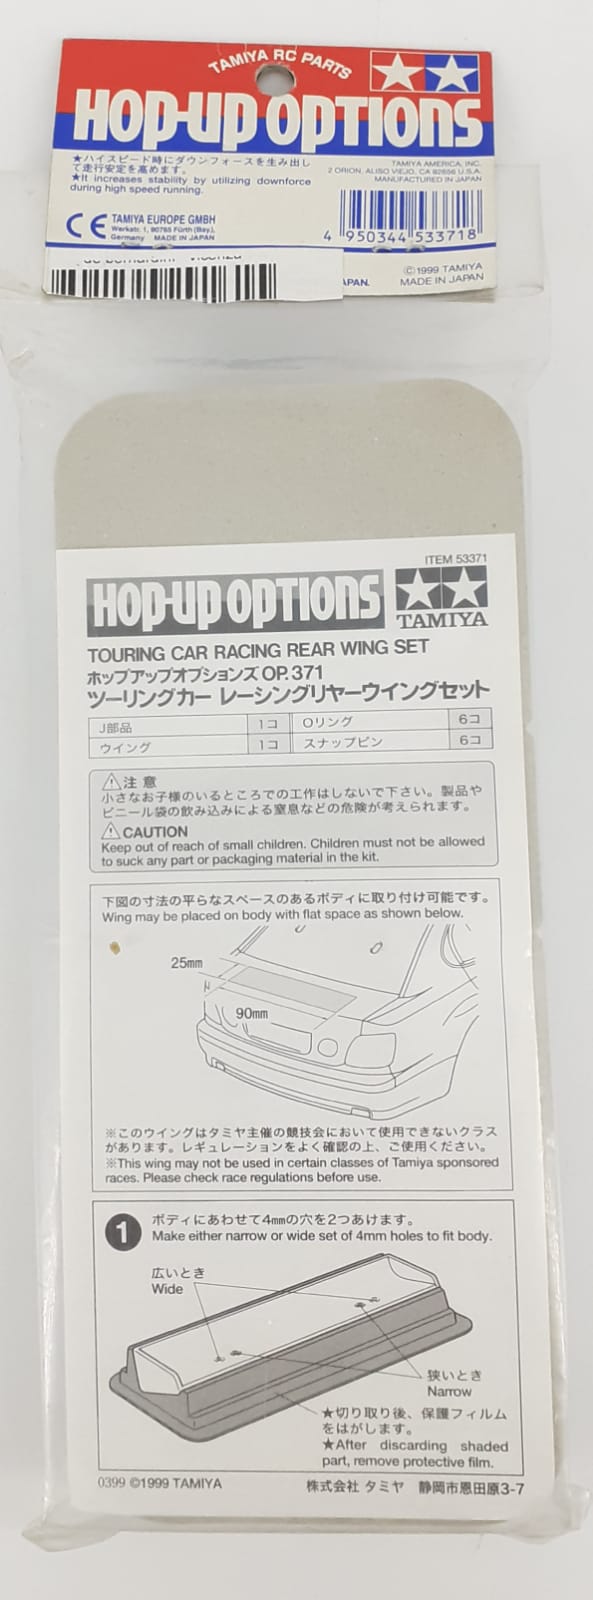 TAMIYA RC PARTS
HOP-UP OPTIONS
★ハイスピード時にダウンフォースを生み出し
て走行安定を高めます。
★It increases stability by utilizing downforce
during high speed running.
TAMIYA AMERICA, INC.
2 ORION, ALISO VIEJO, CA 92656 U.S.A.
MANUFACTURED IN JAPAN
CE
TAMIYA EUROPE GMBH
Werkstr. 1, 90765 Fürth (Bay.),
Germany MADE IN JAPAN
4 950344 533718
de bernardini vicenza
©1999 TAMIYA
MADE IN JAPAN
APAN.
ITEM 53371
HOP-UP OPTIONS
TAMIYA
TOURING CAR RACING REAR WING SET
ホップアップオプションズOP.371
ツーリングカー レーシングリヤーウイングセット
J部品 1コ Oリング 6コ
ウイング 1コ スナップピン 6コ
⚠注 意
小さなお子様のいるところでの工作はしないで下さい。製品や
ビニール袋の飲み込みによる窒息などの危険が考えられます。
⚠CAUTION
Keep out of reach of small children. Children must not be allowed
to suck any part or packaging material in the kit.
下図の寸法の平らなスペースのあるボディに取り付け可能です。
Wing may be placed on body with flat space as shown below.
25mm
90mm
※このウイングはタミヤ主催の競技会において使用できないクラス
があります。レギュレーションをよく確認の上、ご使用ください。
※This wing may not be used in certain classes of Tamiya sponsored
races. Please check race regulations before use.
1
ボディにあわせて4mmの穴を2つあけます。
Make either narrow or wide set of 4mm holes to fit body.
広いとき
Wide
狭いとき
Narrow
★切り取り後、保護フィルム
をはがします。
★After discarding shaded
part, remove protective film.
0399 ©1999 TAMIYA
株式会社 タミヤ 静岡市恩田原3-7